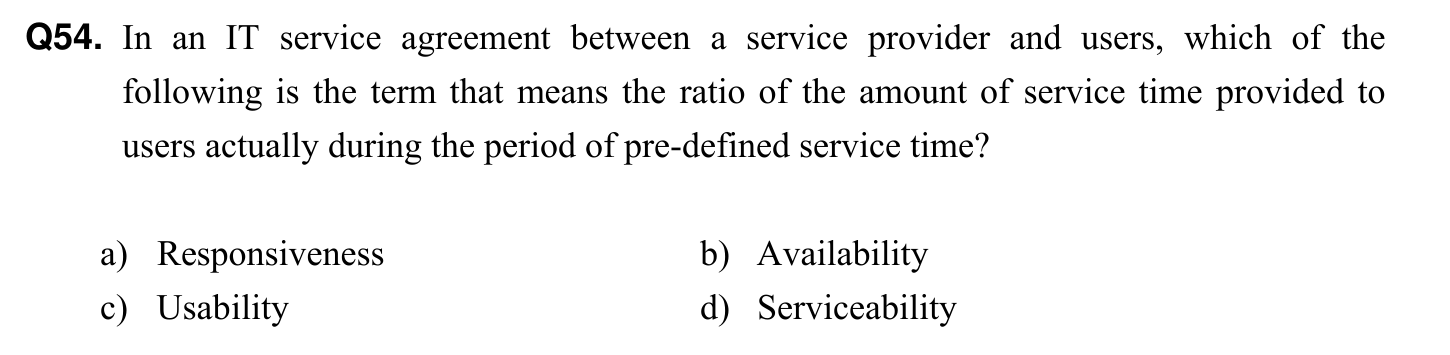 Q54. In an IT service agreement between a service provider and users, which of the
following is the term that means the ratio of the amount of service time provided to
users actually during the period of pre-defined service time?
a) Responsiveness b) Availability
c) Usability d) Serviceability